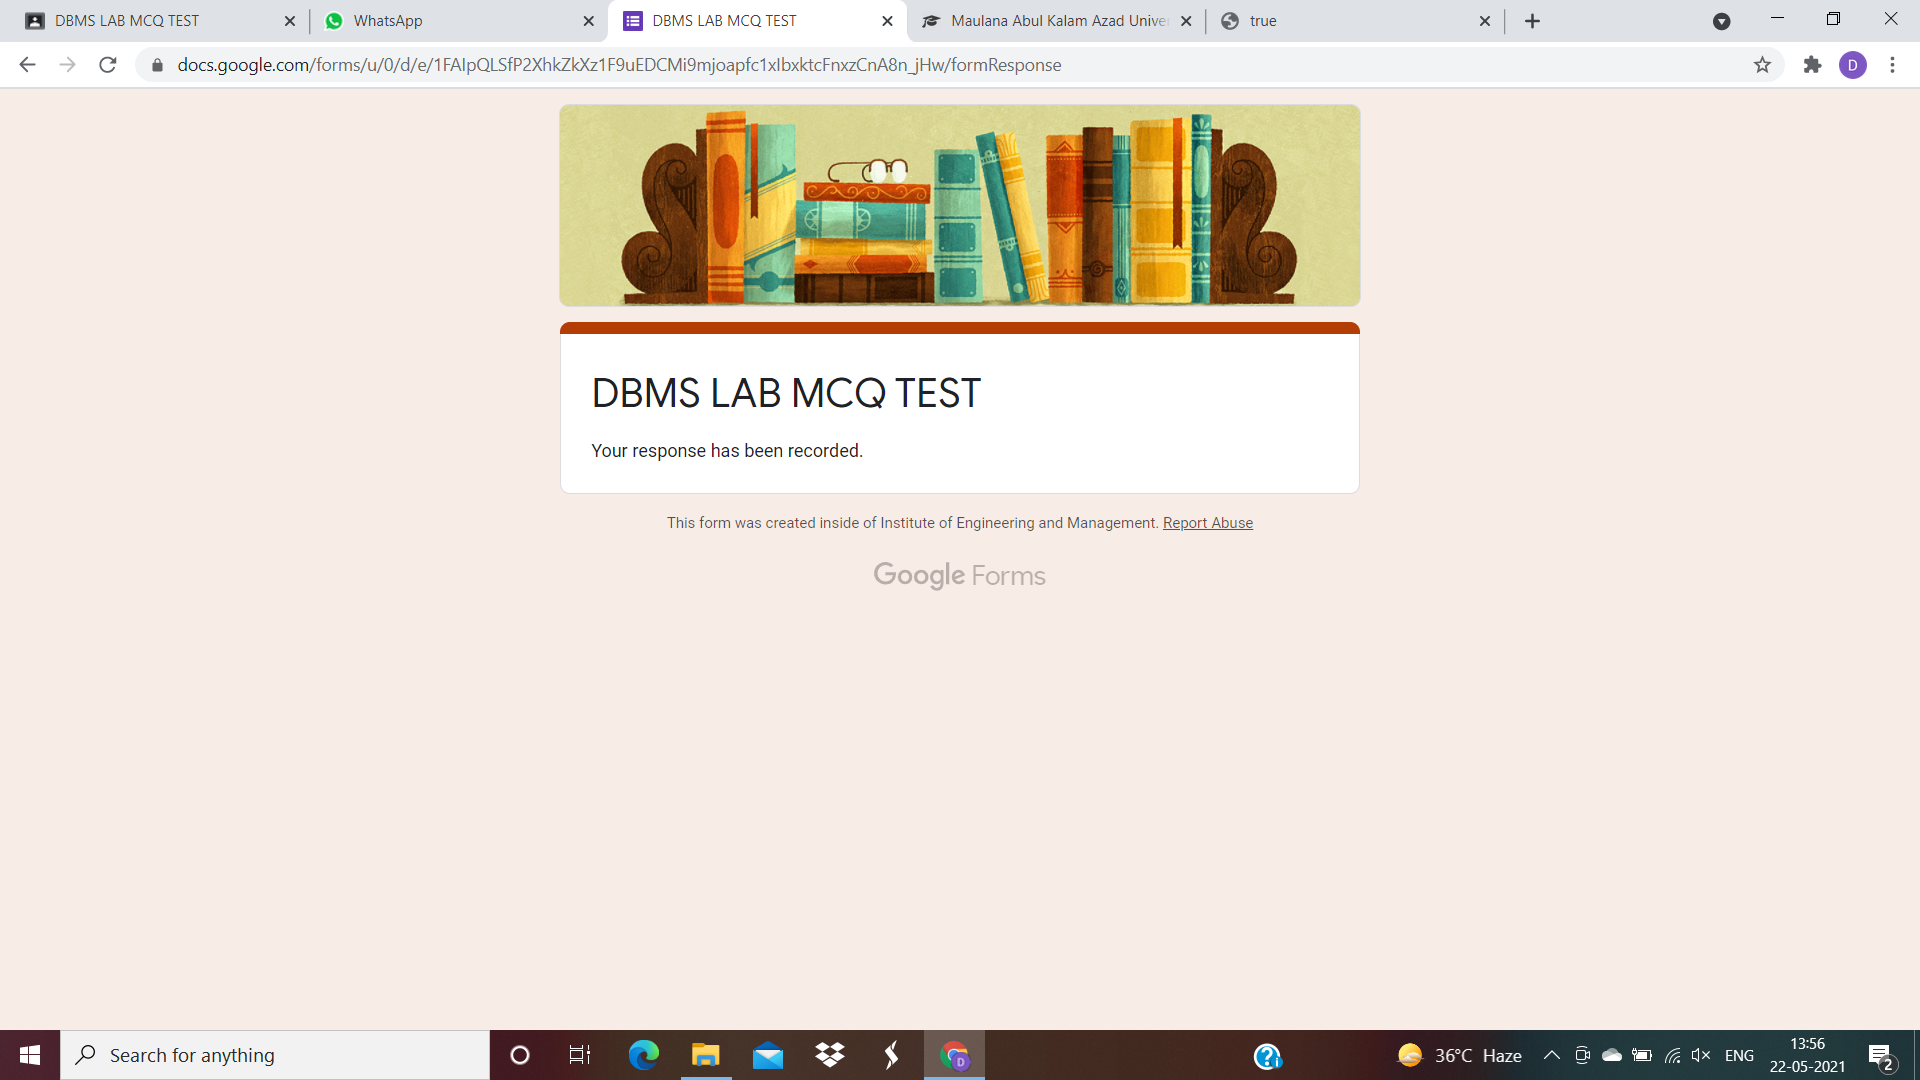 DBMS LAB MCQ TEST
WhatsApp
DBMS LAB MCQ TEST
Maulana Abul Kalam Azad Univer
true
docs.google.com/forms/u/0/d/e/1FAIpQLSfP2XhkZkXz1F9uEDCMi9mjoapfc1xIbxktcFnxzCnA8n_jHw/formResponse
D
DBMS LAB MCQ TEST
Your response has been recorded.
This form was created inside of Institute of Engineering and Management. Report Abuse
Google Forms
Search for anything
D
36°C Haze
ENG
13:56
22-05-2021
2